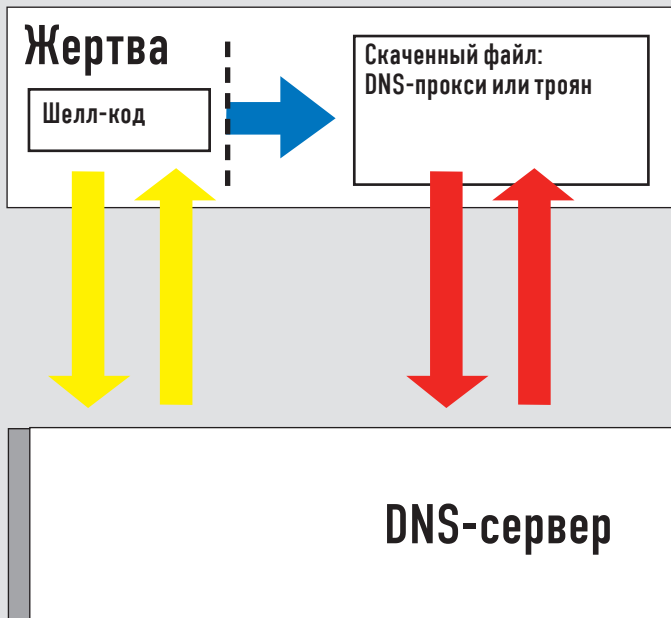 Жертва
Шелл-код
Скаченный файл:
DNS-прокси или троян
DNS-сервер